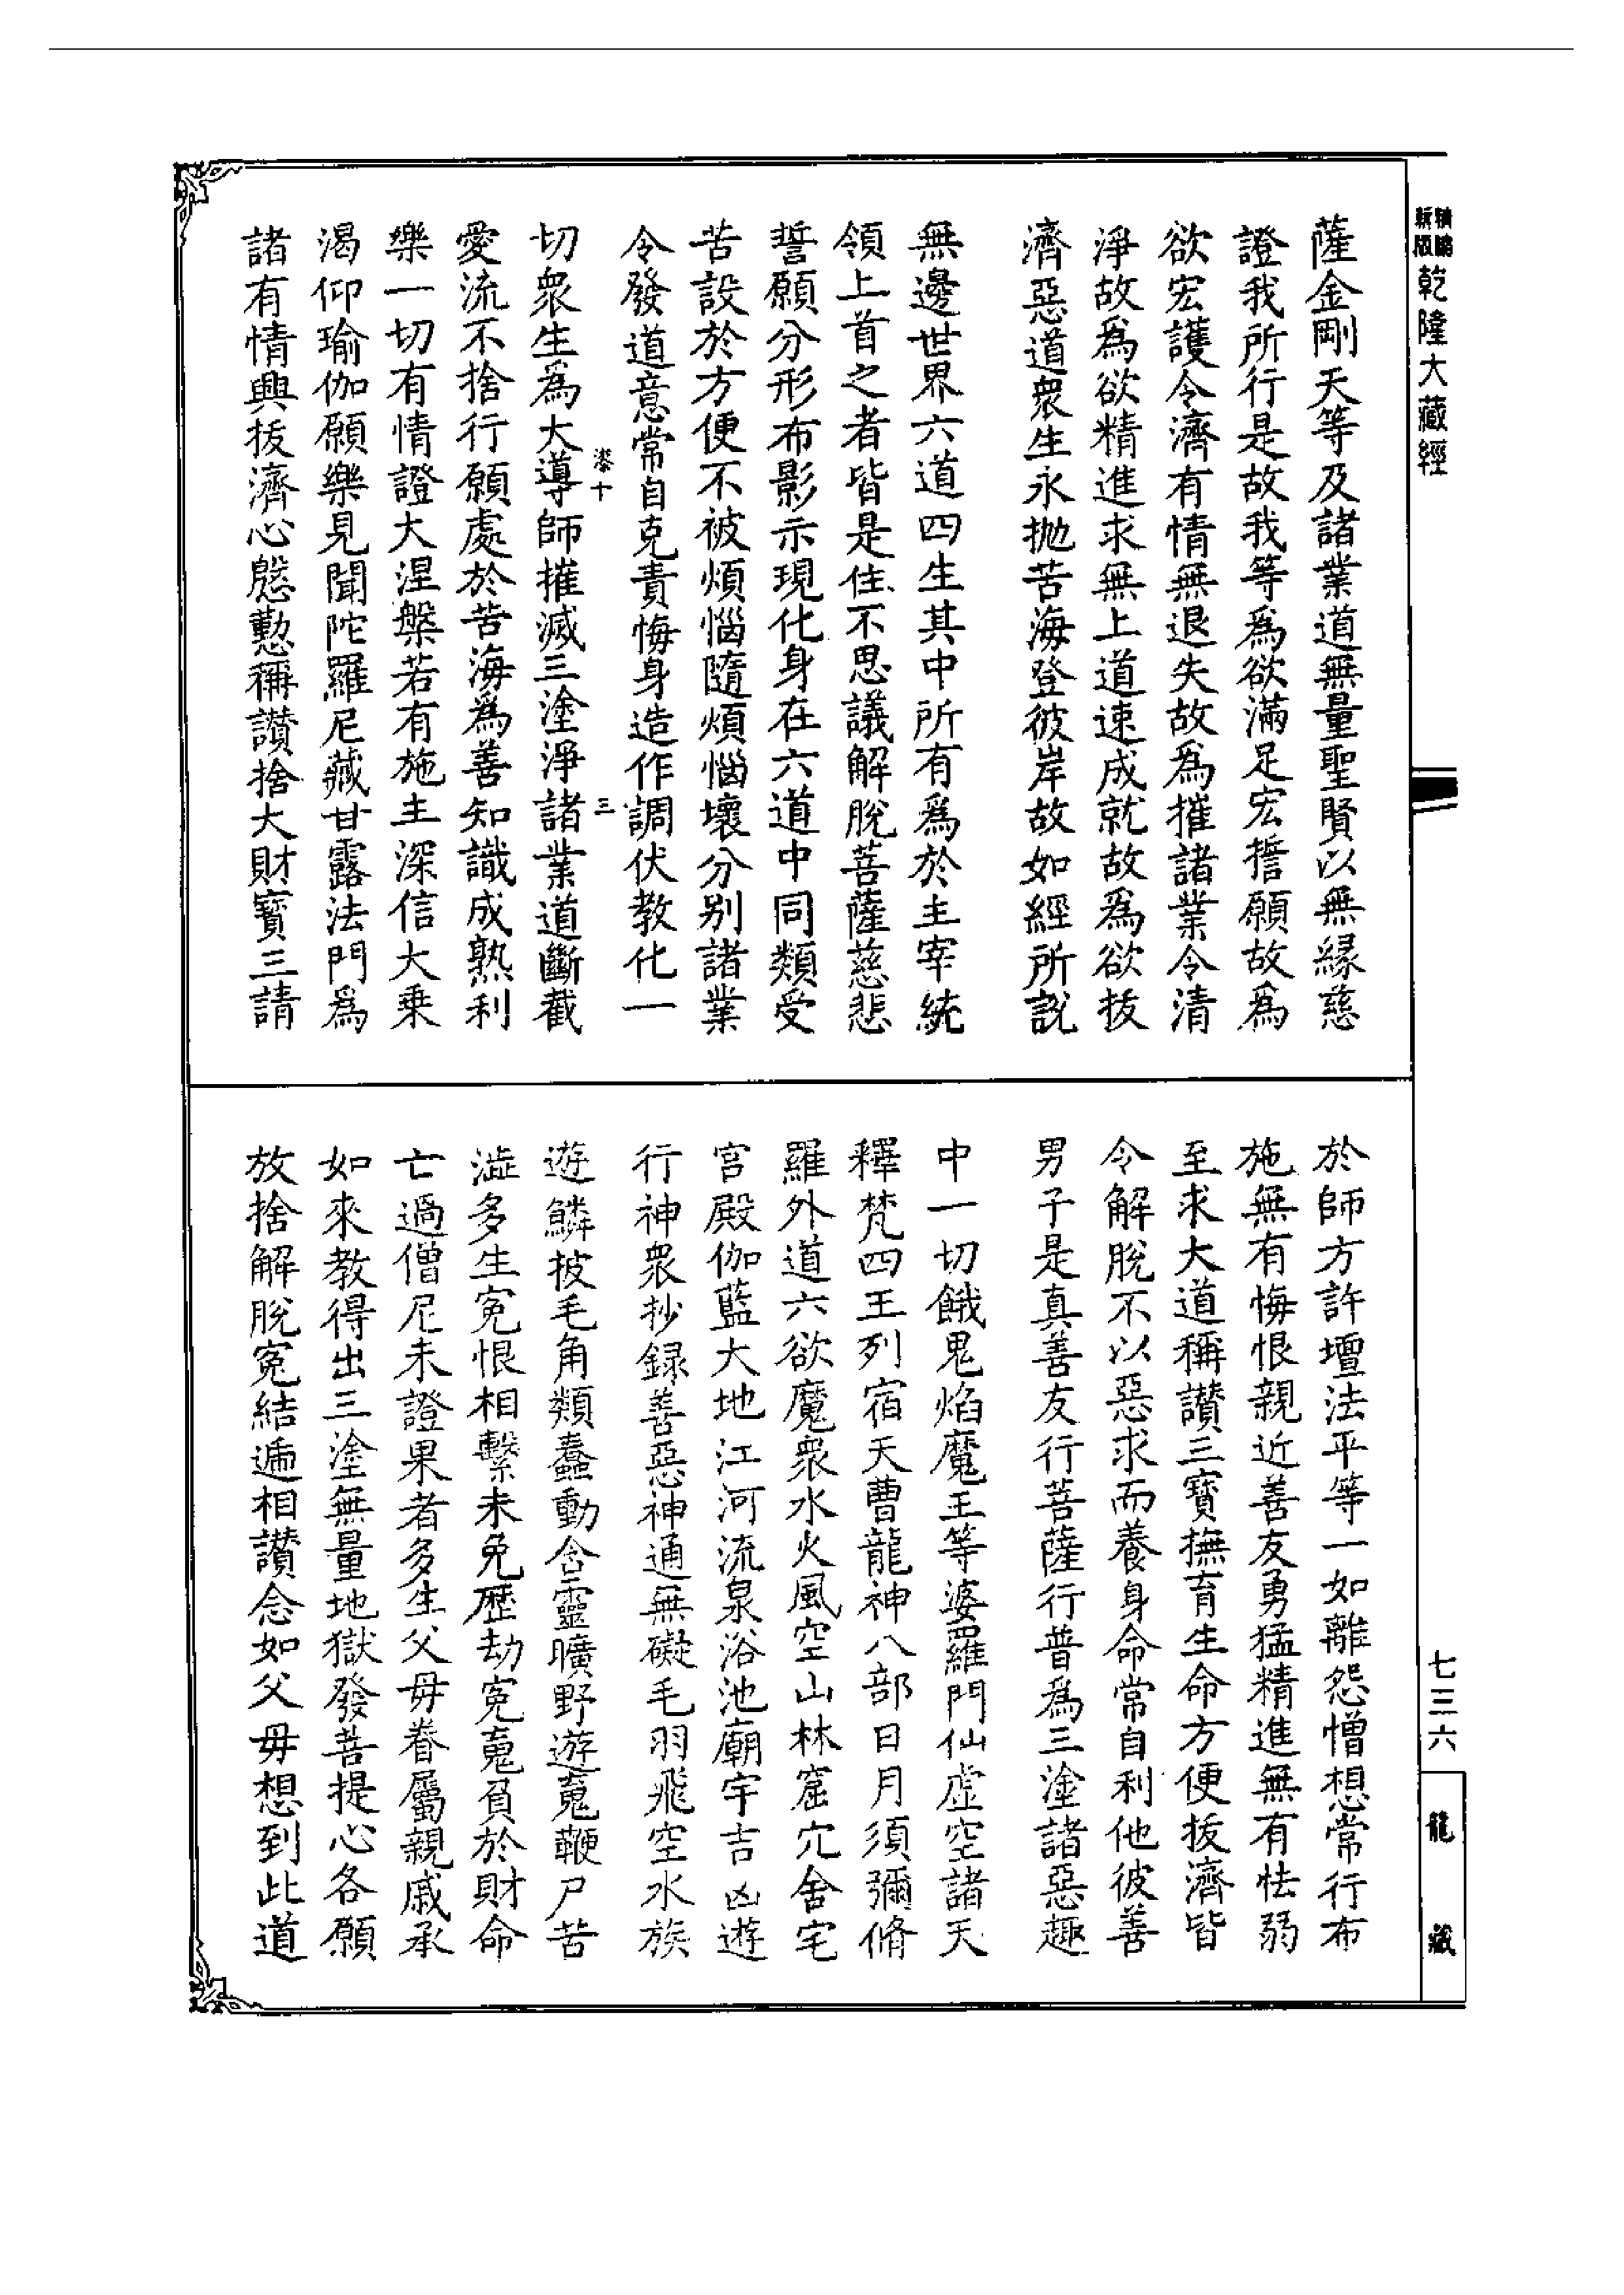 精縮新版乾隆大藏經
薩金剛天等及諸業道無量聖賢以無緣慈
證我所行是故我等爲欲滿足宏誓願故爲
欲宏護令濟有情無退失故爲摧諸業令清
淨故爲欲精進求無上道速成就故爲欲拔
濟惡道衆生永抛苦海登彼岸故如經所說
無邊世界六道四生其中所有爲於主宰統
領上首之者皆是住不思議解脫菩薩慈悲
誓願分形布影示現化身在六道中同類受
苦設於方便不被煩惱隨煩惱壞分别諸業
令發道意常自克責悔身造作調伏教化一
漆十 三
切衆生爲大導師摧滅三塗淨諸業道斷截
愛流不捨行願處於苦海爲善知識成熟利
樂一切有情證大涅槃若有施主深信大乗
渴仰瑜伽願樂見聞陀羅尼藏甘露法門爲
諸有情興拔濟心慇懃稱讃捨大財寳三請
於師方許壇法平等一如離怨憎想常行布
施無有悔恨親近善友勇猛精進無有怯弱
至求大道稱讃三寳撫育生命方便拔濟皆
令解脫不以惡求而養身命常自利他彼善
男子是真善友行菩薩行普爲三塗諸惡趣
中一切餓鬼焰魔王等婆羅門仙虚空諸天
釋梵四王列宿天曹龍神八部日月須彌脩
羅外道六欲魔衆水火風空山林窟穴舍宅
宫殿伽藍大地江河流泉浴池廟宇吉凶遊
行神衆抄録善惡神通無礙毛羽飛空水族
遊鱗披毛角類蠢動含靈曠野遊䰟鞭尸苦
澁多生冤恨相繫未免歷劫冤䰟負於財命
亡過僧尼未證果者多生父毋眷屬親戚承
如來教得出三塗無量地獄發菩提心各願
放捨解脫冤結遞相讃念如父毋想到此道
七三六
龍藏